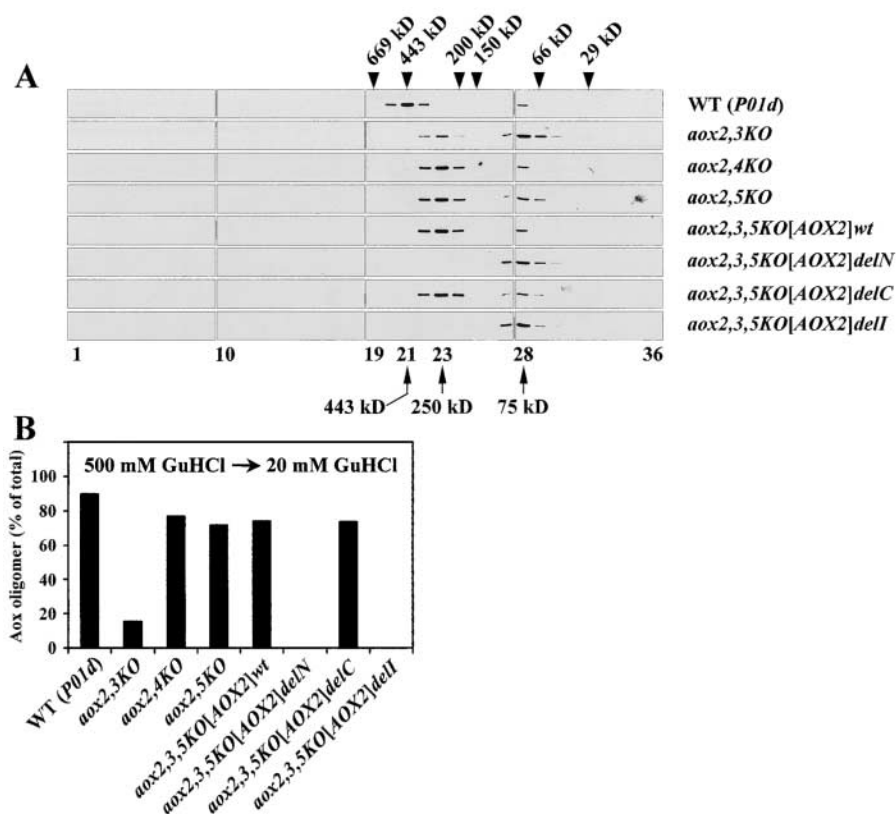 669 kD
443 kD
200 kD
150 kD
66 kD
29 kD
A
WT (P01d)
aox2,3KO
aox2,4KO
aox2,5KO
aox2,3,5KO[AOX2]wt
aox2,3,5KO[AOX2]delN
aox2,3,5KO[AOX2]delC
aox2,3,5KO[AOX2]delI
1 10 19 21 23 28 36
443 kD 250 kD 75 kD
B
500 mM GuHCl → 20 mM GuHCl
Aox oligomer (% of total)
100
80
60
40
20
0
WT (P01d)
aox2,3KO
aox2,4KO
aox2,5KO
aox2,3,5KO[AOX2]wt
aox2,3,5KO[AOX2]delN
aox2,3,5KO[AOX2]delC
aox2,3,5KO[AOX2]delI